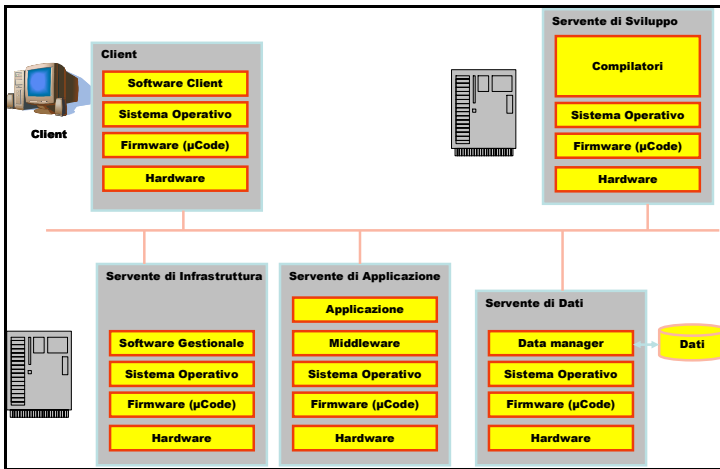 Client
Software Client
Sistema Operativo
Firmware (µCode)
Hardware
Client
Servente di Sviluppo
Compilatori
Sistema Operativo
Firmware (µCode)
Hardware
Servente di Infrastruttura
Software Gestionale
Sistema Operativo
Firmware (µCode)
Hardware
Servente di Applicazione
Applicazione
Middleware
Sistema Operativo
Firmware (µCode)
Hardware
Servente di Dati
Data manager
Sistema Operativo
Firmware (µCode)
Hardware
Dati